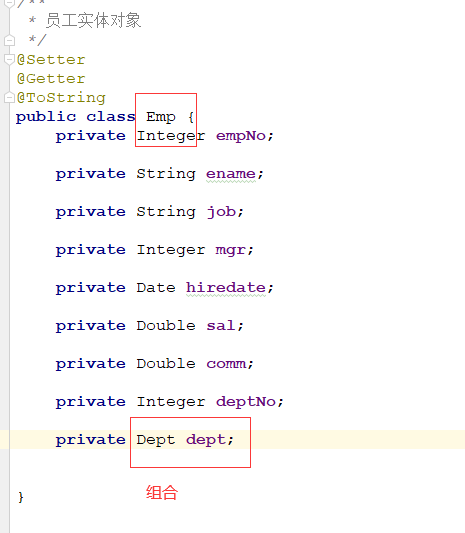 /**
 * 员工实体对象
 */
@Setter
@Getter
@ToString
public class Emp {
    private Integer empNo;
    private String ename;
    private String job;
    private Integer mgr;
    private Date hiredate;
    private Double sal;
    private Double comm;
    private Integer deptNo;
    private Dept dept;
组合
}